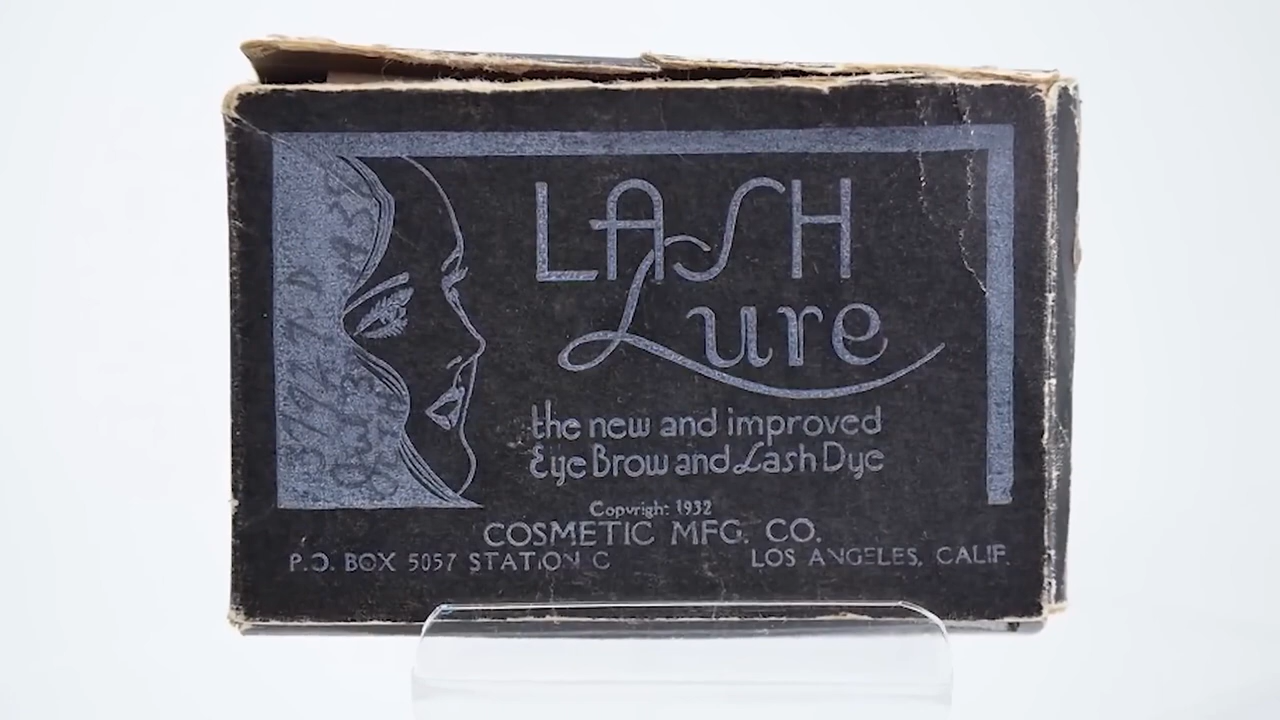 LASH
Lure
the new and improved
Eye Brow and Lash Dye
Copyright 1932
COSMETIC MFG. CO.
P.O. BOX 5057 STATION C
LOS ANGELES, CALIF.